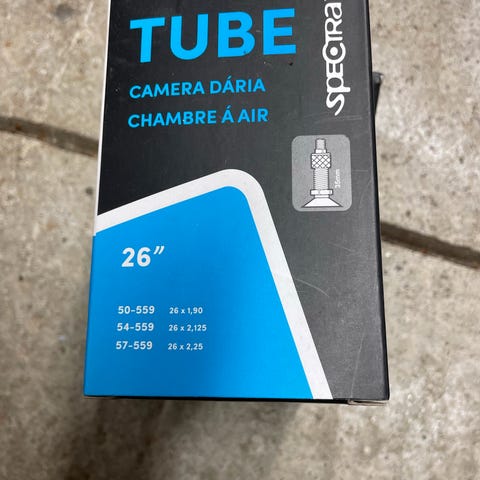 TUBE
CAMERA DÁRIA
CHAMBRE Á AIR
SPECTRA
35mm
26”
50-559 26 x 1,90
54-559 26 x 2,125
57-559 26 x 2,25